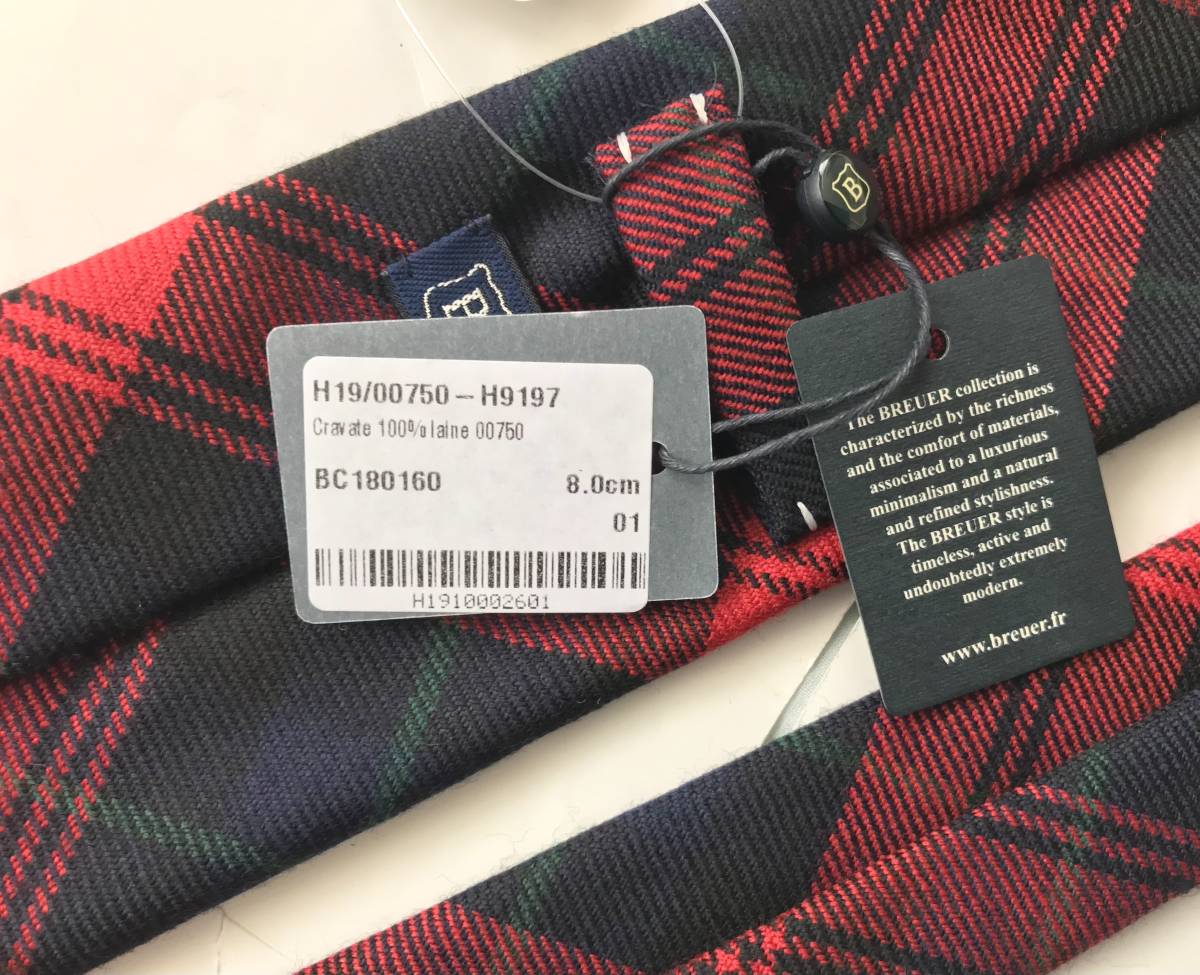 B
B
H19/00750 – H9197
Cravate 100% laine 00750
BC180160 8.0cm
01
H1910002601
The BREUER collection is
characterized by the richness
and the comfort of materials,
associated to a luxurious
minimalism and a natural
and refined stylishness.
The BREUER style is
timeless, active and
undoubtedly extremely
modern.
www.breuer.fr